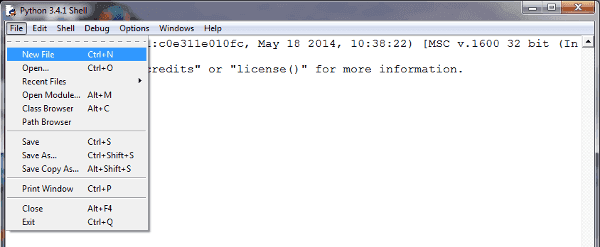 Python 3.4.1 Shell
File Edit Shell Debug Options Windows Help
:c0e311e010fc, May 18 2014, 10:38:22) [MSC v.1600 32 bit (In
New File Ctrl+N
Open... Ctrl+O
redits" or "license()" for more information.
Recent Files
Open Module... Alt+M
Class Browser Alt+C
Path Browser
Save Ctrl+S
Save As... Ctrl+Shift+S
Save Copy As... Alt+Shift+S
Print Window Ctrl+P
Close Alt+F4
Exit Ctrl+Q